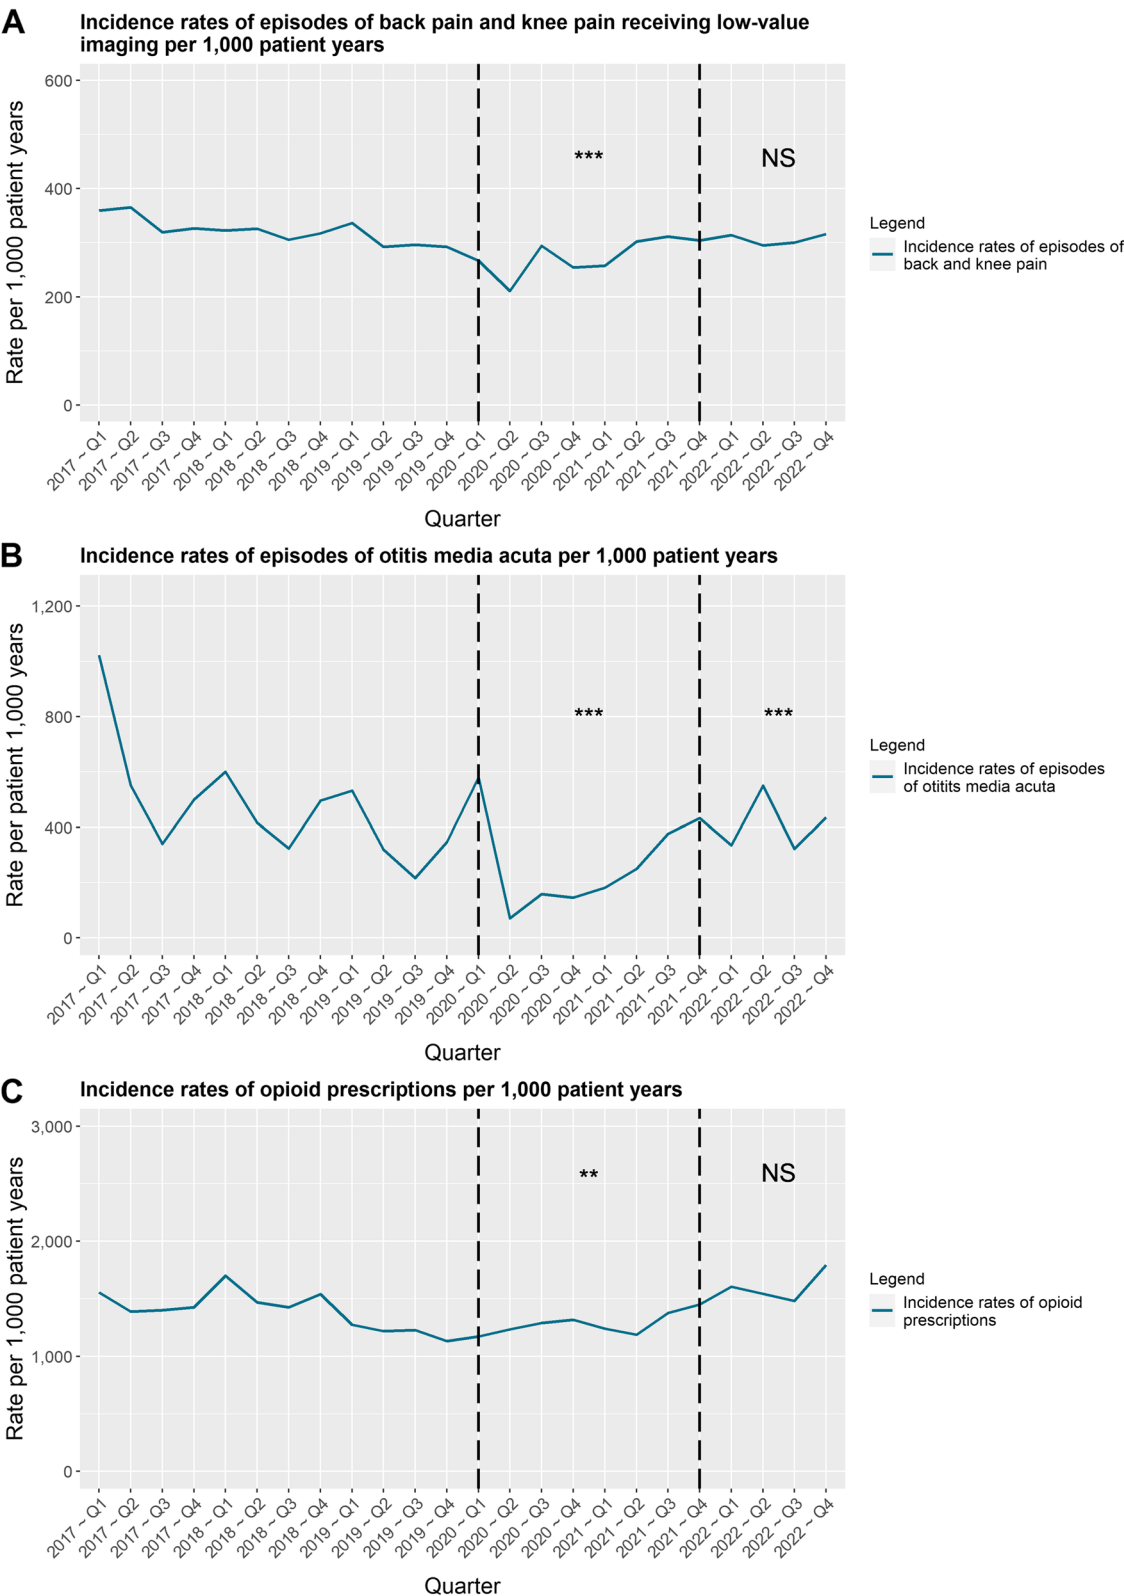 A
Incidence rates of episodes of back pain and knee pain receiving low-value
imaging per 1,000 patient years
Rate per 1,000 patient years
600
400
200
0
***
NS
2017 ~ Q1
2017 ~ Q2
2017 ~ Q3
2017 ~ Q4
2018 ~ Q1
2018 ~ Q2
2018 ~ Q3
2018 ~ Q4
2019 ~ Q1
2019 ~ Q2
2019 ~ Q3
2019 ~ Q4
2020 ~ Q1
2020 ~ Q2
2020 ~ Q3
2020 ~ Q4
2021 ~ Q1
2021 ~ Q2
2021 ~ Q3
2021 ~ Q4
2022 ~ Q1
2022 ~ Q2
2022 ~ Q3
2022 ~ Q4
Quarter
Legend
Incidence rates of episodes of
back and knee pain
B
Incidence rates of episodes of otitis media acuta per 1,000 patient years
Rate per patient 1,000 years
1,200
800
400
0
***
***
2017 ~ Q1
2017 ~ Q2
2017 ~ Q3
2017 ~ Q4
2018 ~ Q1
2018 ~ Q2
2018 ~ Q3
2018 ~ Q4
2019 ~ Q1
2019 ~ Q2
2019 ~ Q3
2019 ~ Q4
2020 ~ Q1
2020 ~ Q2
2020 ~ Q3
2020 ~ Q4
2021 ~ Q1
2021 ~ Q2
2021 ~ Q3
2021 ~ Q4
2022 ~ Q1
2022 ~ Q2
2022 ~ Q3
2022 ~ Q4
Quarter
Legend
Incidence rates of episodes
of otitits media acuta
C
Incidence rates of opioid prescriptions per 1,000 patient years
Rate per 1,000 patient years
3,000
2,000
1,000
0
**
NS
2017 ~ Q1
2017 ~ Q2
2017 ~ Q3
2017 ~ Q4
2018 ~ Q1
2018 ~ Q2
2018 ~ Q3
2018 ~ Q4
2019 ~ Q1
2019 ~ Q2
2019 ~ Q3
2019 ~ Q4
2020 ~ Q1
2020 ~ Q2
2020 ~ Q3
2020 ~ Q4
2021 ~ Q1
2021 ~ Q2
2021 ~ Q3
2021 ~ Q4
2022 ~ Q1
2022 ~ Q2
2022 ~ Q3
2022 ~ Q4
Quarter
Legend
Incidence rates of opioid
prescriptions